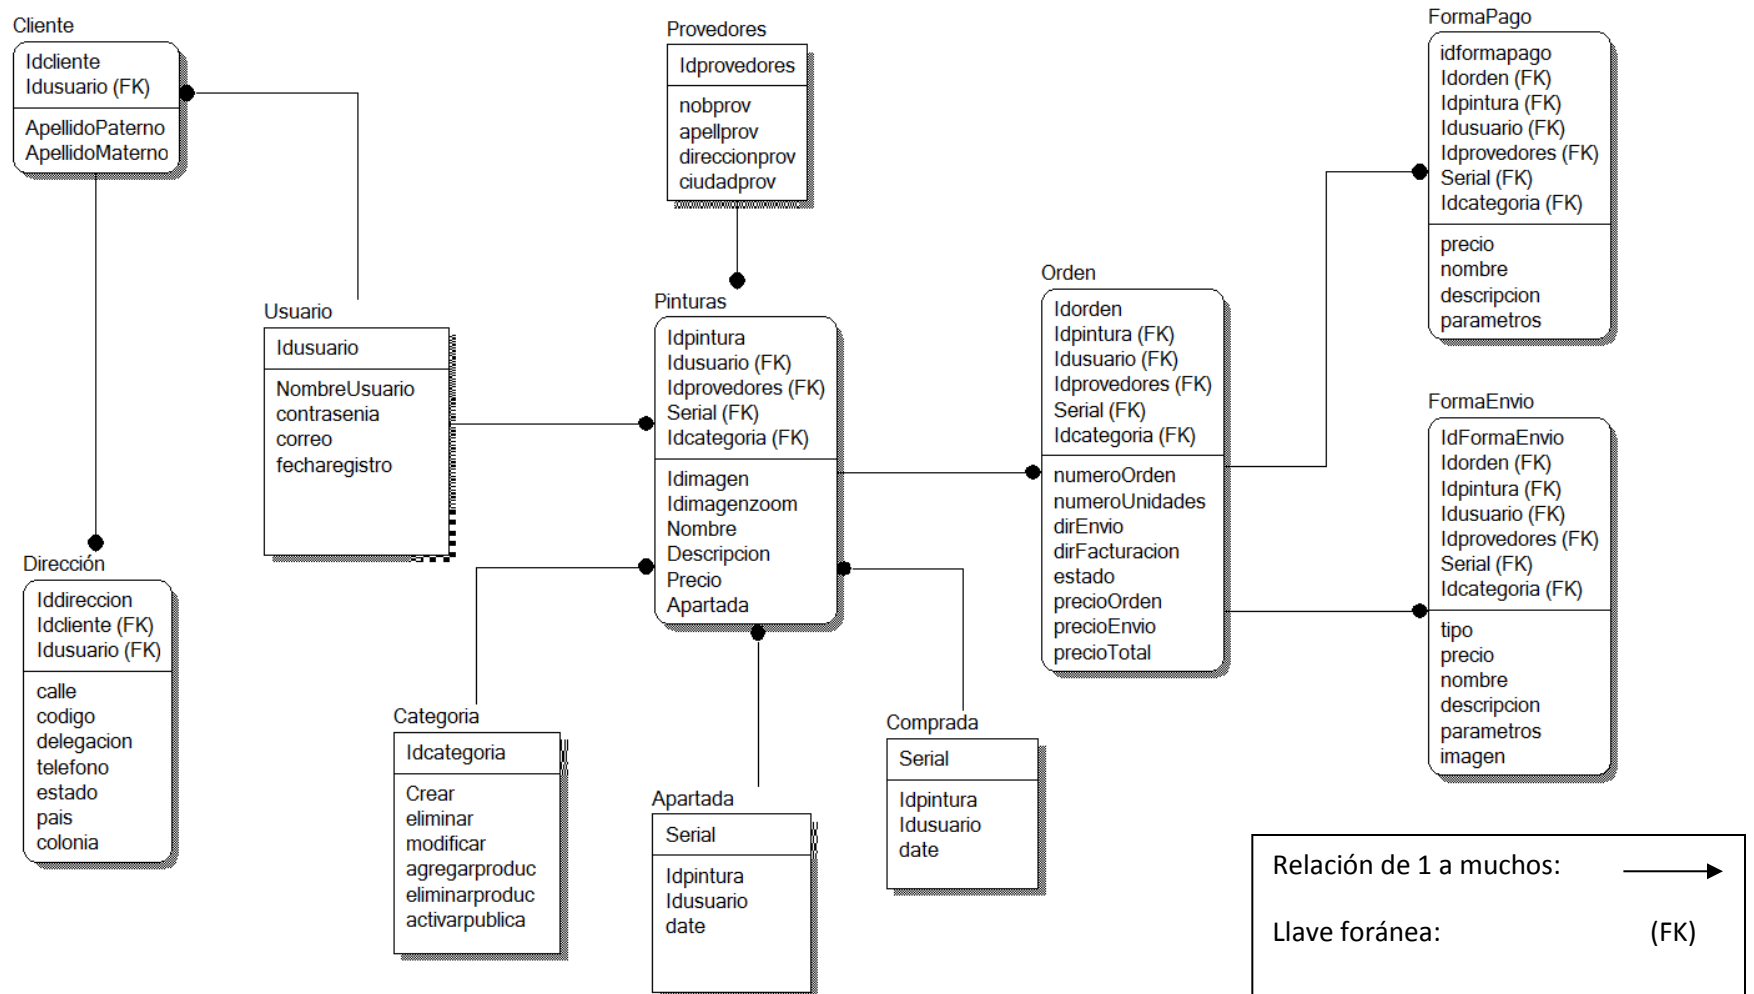 Cliente
Idcliente
Idusuario (FK)
ApellidoPaterno
ApellidoMaterno
Provedores
Idprovedores
nobprov
apellprov
direccionprov
ciudadprov
FormaPago
idformapago
Idorden (FK)
Idpintura (FK)
Idusuario (FK)
Idprovedores (FK)
Serial (FK)
Idcategoria (FK)
precio
nombre
descripcion
parametros
Usuario
Idusuario
NombreUsuario
contrasenia
correo
fecharegistro
Pinturas
Idpintura
Idusuario (FK)
Idprovedores (FK)
Serial (FK)
Idcategoria (FK)
Idimagen
Idimagenzoom
Nombre
Descripcion
Precio
Apartada
Orden
Idorden
Idpintura (FK)
Idusuario (FK)
Idprovedores (FK)
Serial (FK)
Idcategoria (FK)
numeroOrden
numeroUnidades
dirEnvio
dirFacturacion
estado
precioOrden
precioEnvio
precioTotal
FormaEnvio
IdFormaEnvio
Idorden (FK)
Idpintura (FK)
Idusuario (FK)
Idprovedores (FK)
Serial (FK)
Idcategoria (FK)
tipo
precio
nombre
descripcion
parametros
imagen
Dirección
Iddireccion
Idcliente (FK)
Idusuario (FK)
calle
codigo
delegacion
telefono
estado
pais
colonia
Categoria
Idcategoria
Crear
eliminar
modificar
agregarproduc
eliminarproduc
activarpublica
Apartada
Serial
Idpintura
Idusuario
date
Comprada
Serial
Idpintura
Idusuario
date
Relación de 1 a muchos:
Llave foránea: (FK)